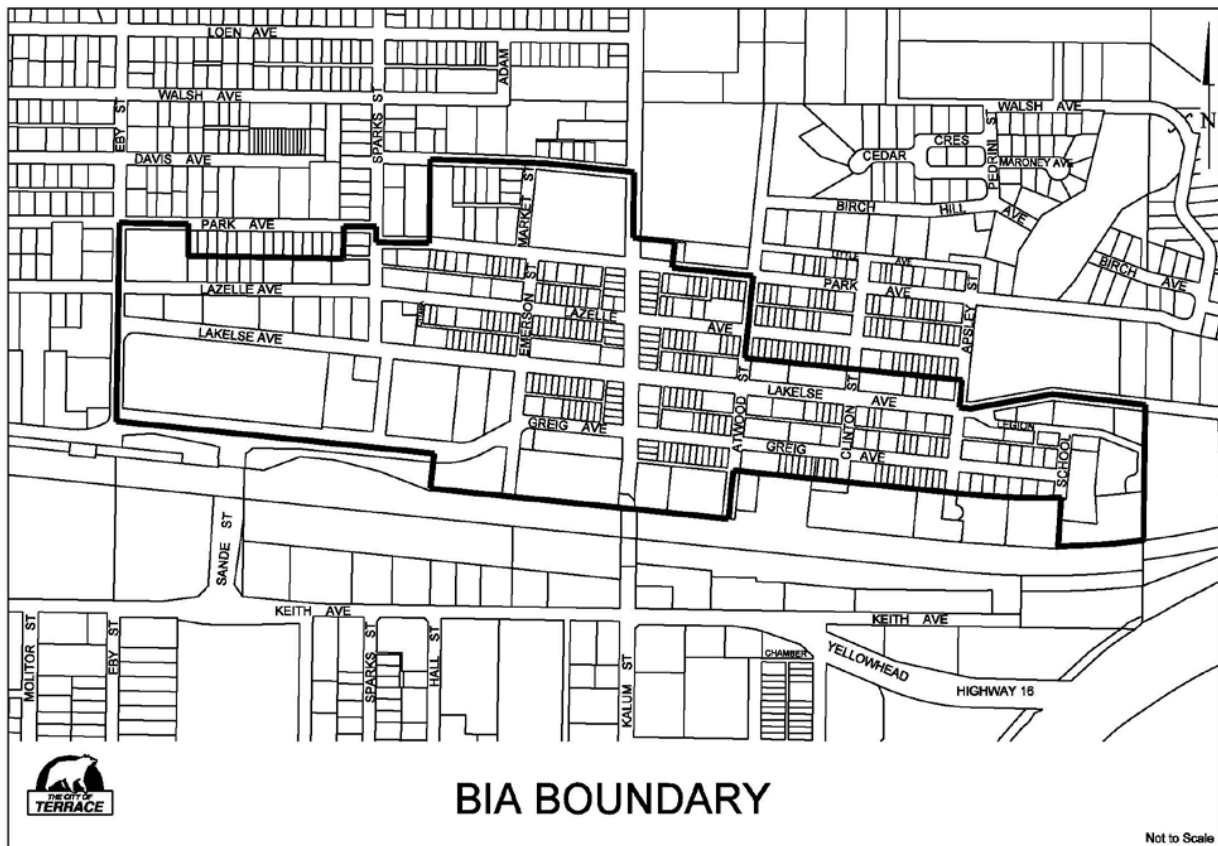 LOEN AVE
ADAM
WALSH AVE
EBY ST
SPARKS ST
DAVIS AVE
WALSH AVE
N
CRES
CEDAR
PEDRINI ST
MARONEY AVE
MARKET ST
BIRCH HILL AVE
PARK AVE
BIRCH AVE
LITTLE AVE
PARK AVE
LAZELLE AVE
EMERSON ST
LAZELLE AVE
APSLEY ST
LAKELSE AVE
ATWOOD ST
LAKELSE AVE
CLINTON ST
GREIG AVE
LEGION
GREIG AVE
SCHOOL
SANDE ST
KEITH AVE
KEITH AVE
MOLITOR ST
EBY ST
SPARKS ST
HALL ST
KALUM ST
CHAMBER
YELLOWHEAD
HIGHWAY 16
THE CITY OF
TERRACE
BIA BOUNDARY
Not to Scale